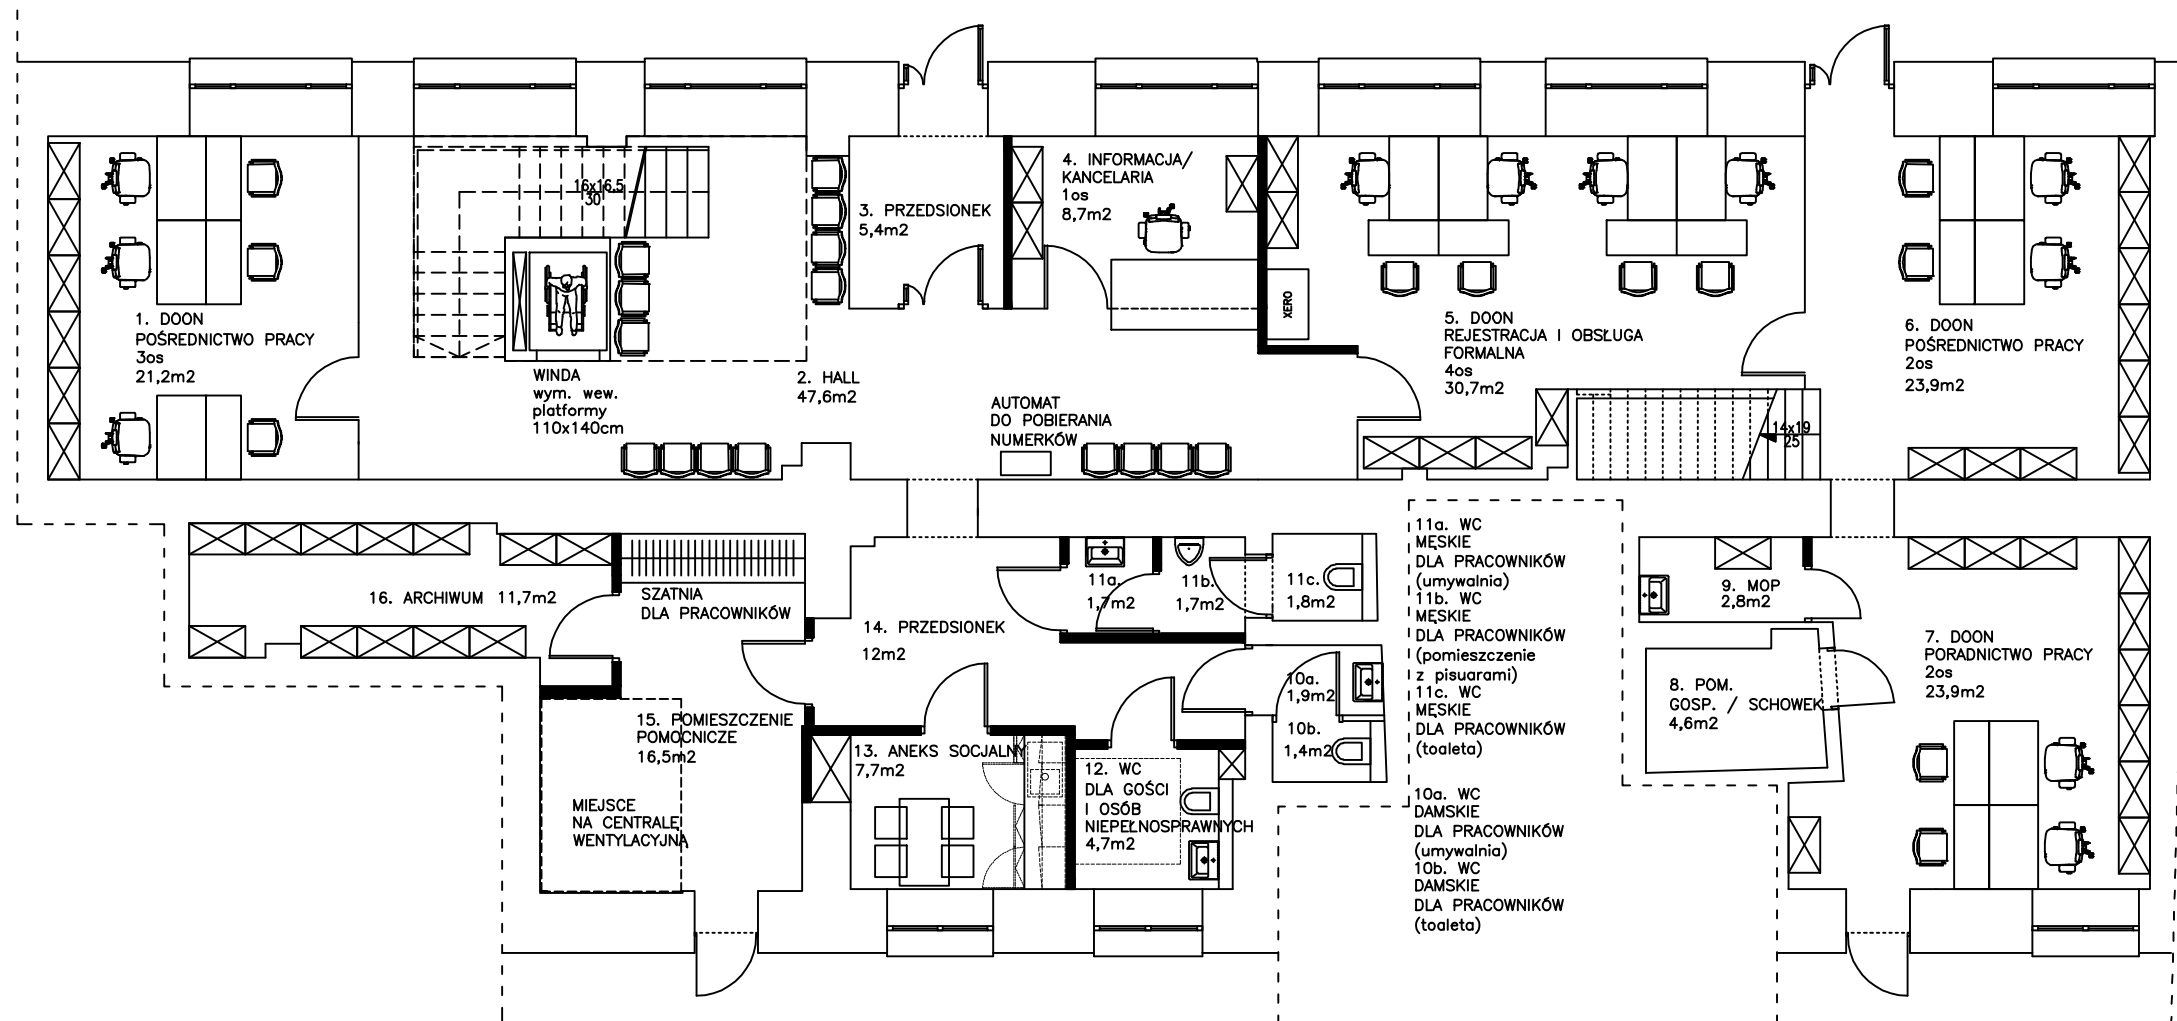 1. DOON
POŚREDNICTWO PRACY
3os
21,2m2
16x16,5
30
WINDA
wym. wew.
platformy
110x140cm
2. HALL
47,6m2
3. PRZEDSIONEK
5,4m2
4. INFORMACJA/
KANCELARIA
1os
8,7m2
XERO
AUTOMAT
DO POBIERANIA
NUMERKÓW
5. DOON
REJESTRACJA I OBSŁUGA
FORMALNA
4os
30,7m2
14x19
25
6. DOON
POŚREDNICTWO PRACY
2os
23,9m2
16. ARCHIWUM 11,7m2
SZATNIA
DLA PRACOWNIKÓW
14. PRZEDSIONEK
12m2
11a.
1,7m2
11b.
1,7m2
11c.
1,8m2
10a.
1,9m2
10b.
1,4m2
11a. WC
MĘSKIE
DLA PRACOWNIKÓW
(umywalnia)
11b. WC
MĘSKIE
DLA PRACOWNIKÓW
(pomieszczenie
z pisuarami)
11c. WC
MĘSKIE
DLA PRACOWNIKÓW
(toaleta)
10a. WC
DAMSKIE
DLA PRACOWNIKÓW
(umywalnia)
10b. WC
DAMSKIE
DLA PRACOWNIKÓW
(toaleta)
9. MOP
2,8m2
7. DOON
PORADNICTWO PRACY
2os
23,9m2
8. POM.
GOSP. / SCHOWEK
4,6m2
15. POMIESZCZENIE
POMOCNICZE
16,5m2
MIEJSCE
NA CENTRALĘ
WENTYLACYJNĄ
13. ANEKS SOCJALNY
7,7m2
12. WC
DLA GOŚCI
I OSÓB
NIEPEŁNOSPRAWNYCH
4,7m2